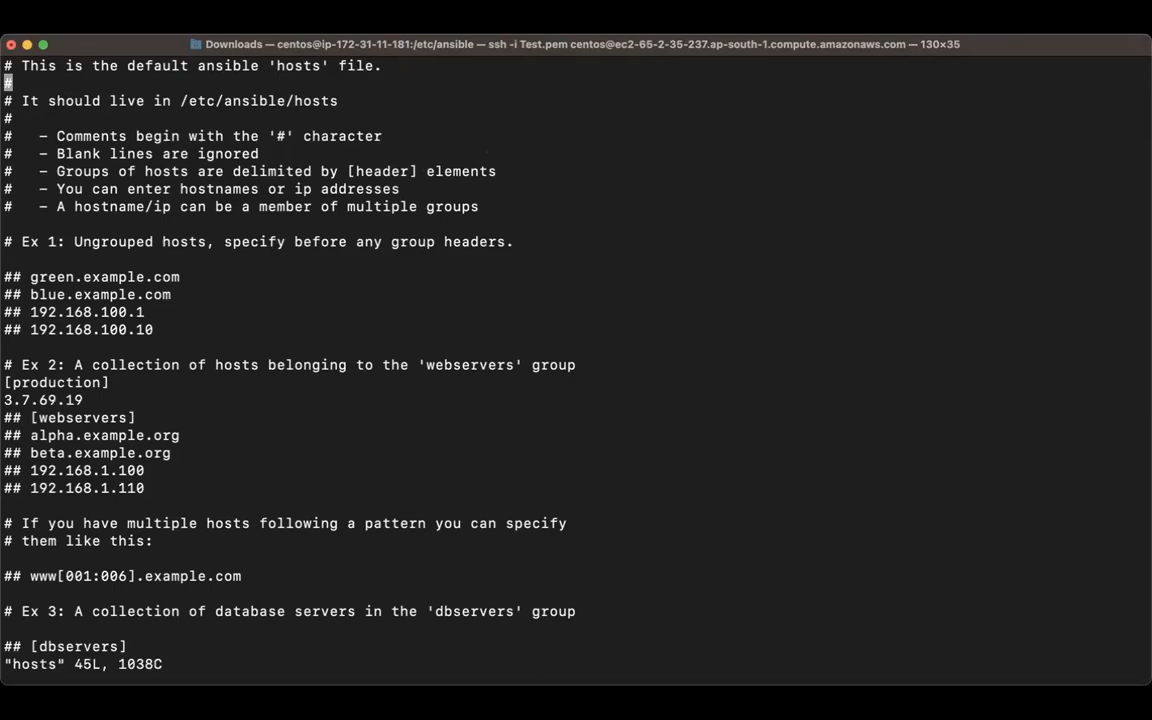 Downloads — centos@ip-172-31-11-181:/etc/ansible — ssh -i Test.pem centos@ec2-65-2-35-237.ap-south-1.compute.amazonaws.com — 130×35
# This is the default ansible 'hosts' file.
#
# It should live in /etc/ansible/hosts
#
#   - Comments begin with the '#' character
#   - Blank lines are ignored
#   - Groups of hosts are delimited by [header] elements
#   - You can enter hostnames or ip addresses
#   - A hostname/ip can be a member of multiple groups
# Ex 1: Ungrouped hosts, specify before any group headers.
## green.example.com
## blue.example.com
## 192.168.100.1
## 192.168.100.10
# Ex 2: A collection of hosts belonging to the 'webservers' group
[production]
3.7.69.19
## [webservers]
## alpha.example.org
## beta.example.org
## 192.168.1.100
## 192.168.1.110
# If you have multiple hosts following a pattern you can specify
# them like this:
## www[001:006].example.com
# Ex 3: A collection of database servers in the 'dbservers' group
## [dbservers]
"hosts" 45L, 1038C